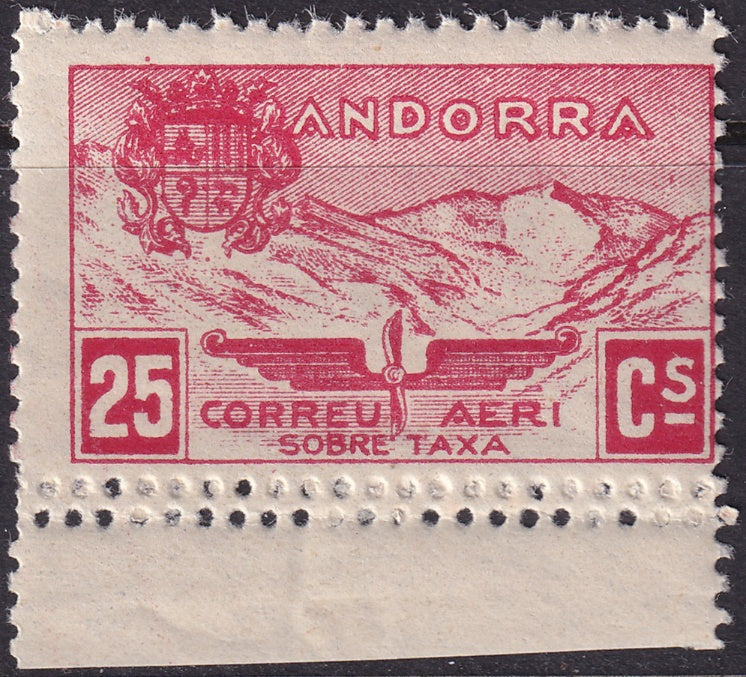 ANDORRA
25 Cs
CORREU AERI
SOBRE TAXA